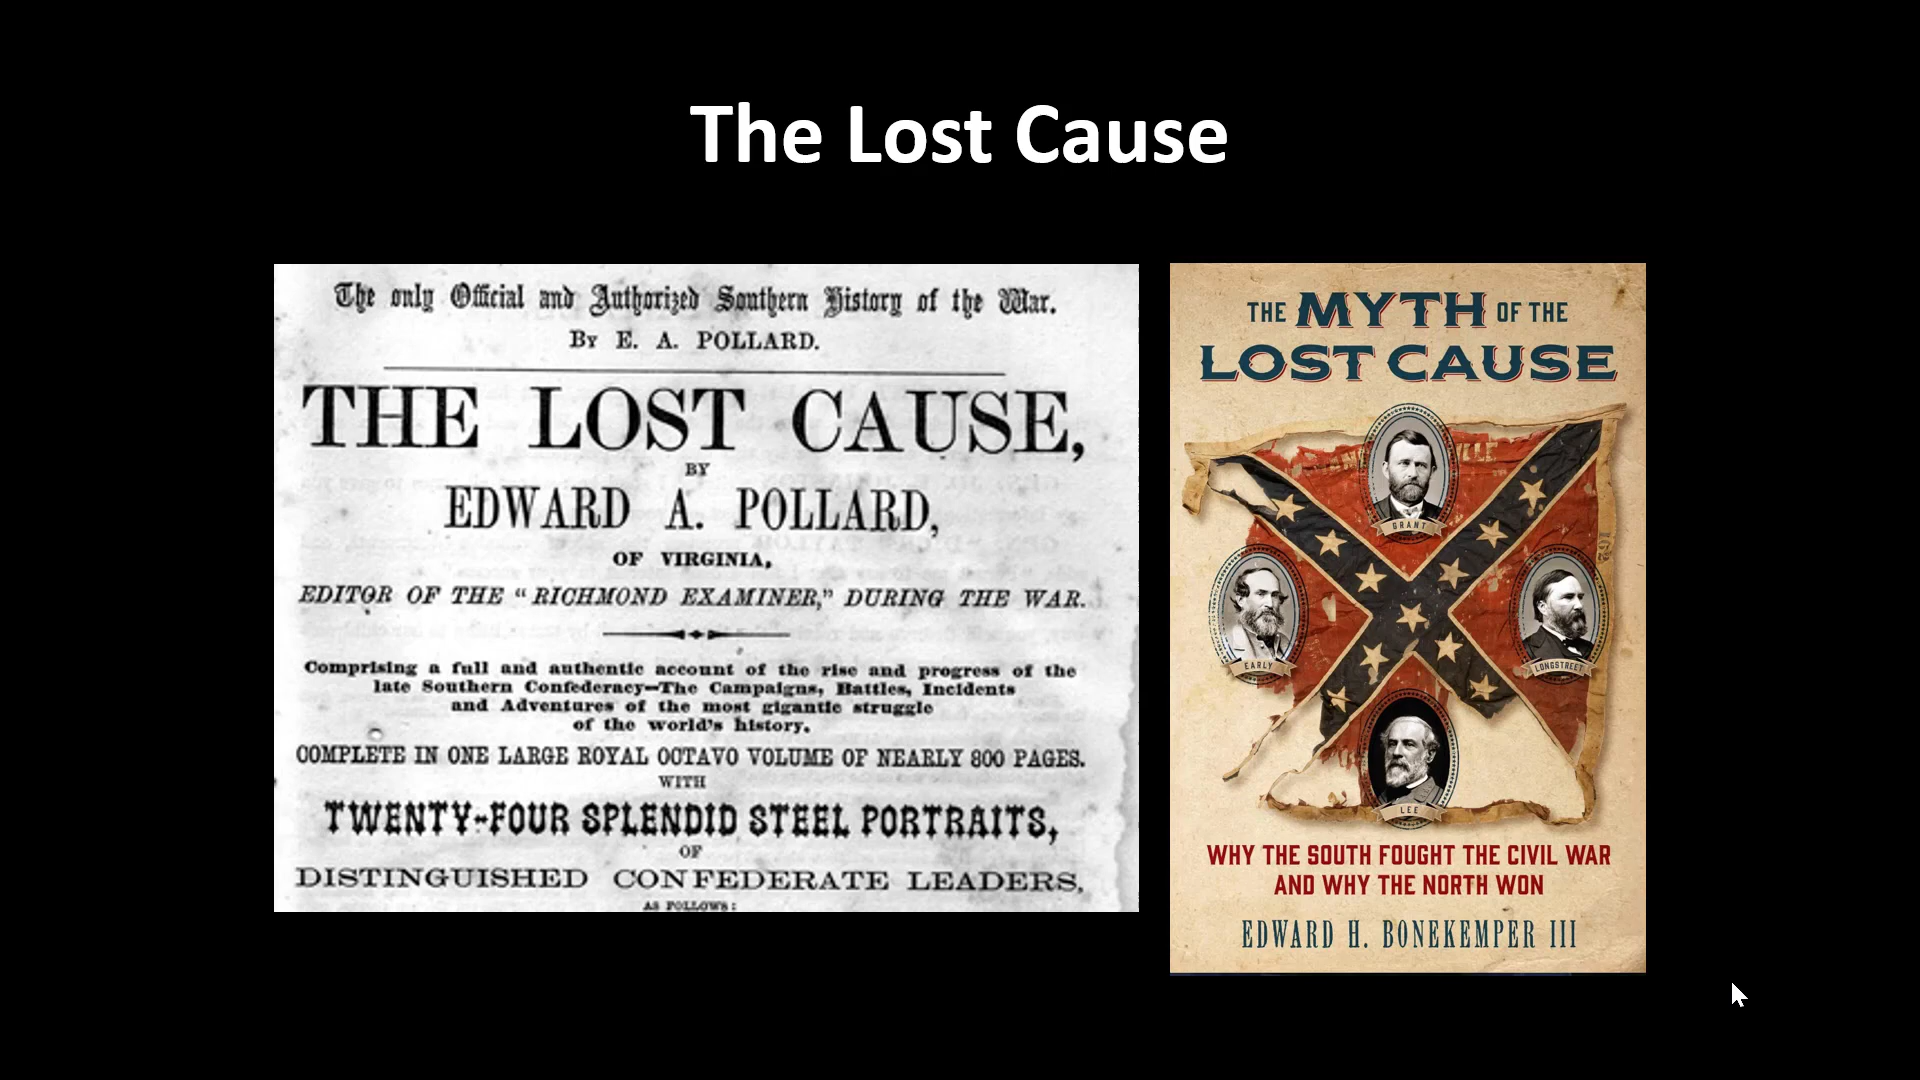 The Lost Cause
The only Official and Authorized Southern History of the War.
By E. A. POLLARD.
THE LOST CAUSE,
BY
EDWARD A. POLLARD,
OF VIRGINIA,
EDITOR OF THE “RICHMOND EXAMINER,” DURING THE WAR.
Comprising a full and authentic account of the rise and progress of the
late Southern Confederacy—The Campaigns, Battles, Incidents
and Adventures of the most gigantic struggle
of the world's history.
COMPLETE IN ONE LARGE ROYAL OCTAVO VOLUME OF NEARLY 800 PAGES.
WITH
TWENTY-FOUR SPLENDID STEEL PORTRAITS,
OF
DISTINGUISHED CONFEDERATE LEADERS,
AS FOLLOWS:
THE MYTH OF THE
LOST CAUSE
GRANT
EARLY
LONGSTREET
LEE
WHY THE SOUTH FOUGHT THE CIVIL WAR
AND WHY THE NORTH WON
EDWARD H. BONEKEMPER III